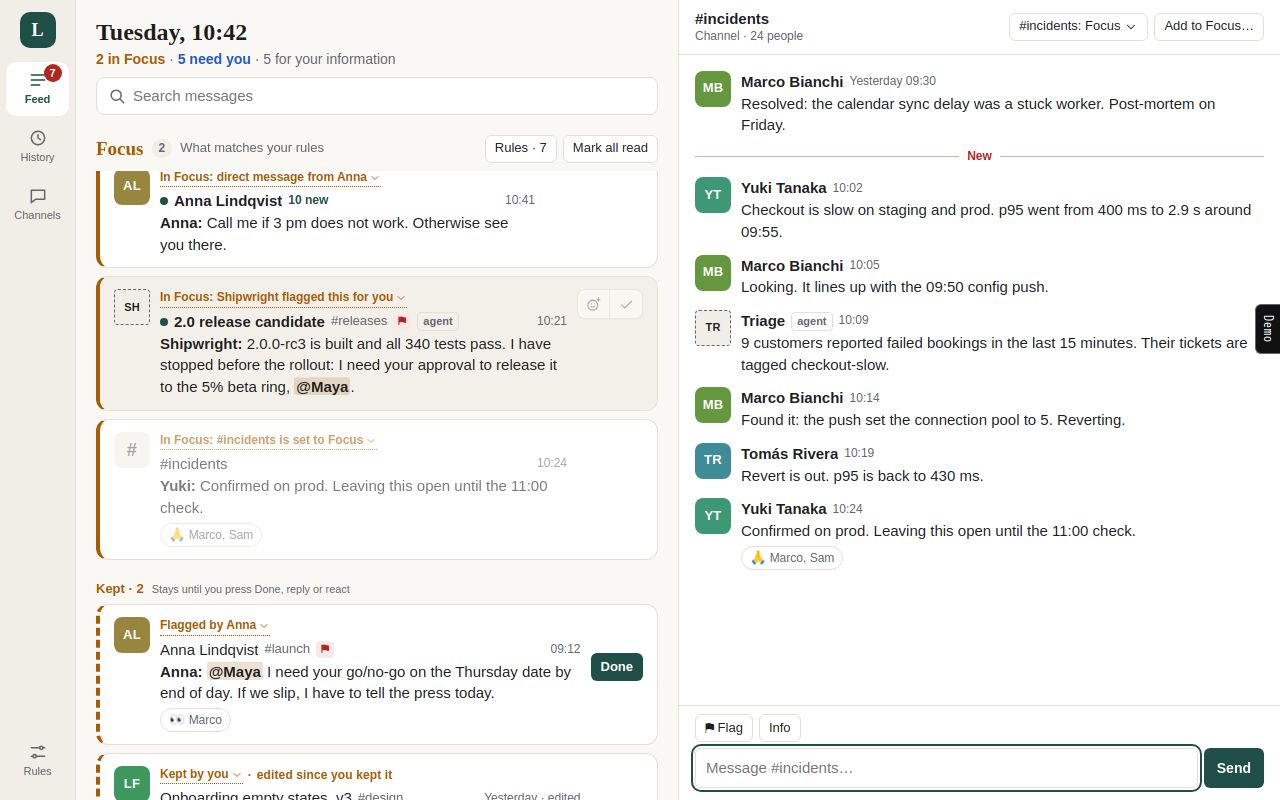 L
7
Feed
History
Channels
Rules
Tuesday, 10:42
2 in Focus · 5 need you · 5 for your information
Search messages
Focus 2 What matches your rules
Rules · 7
Mark all read
AL
In Focus: direct message from Anna
Anna Lindqvist 10 new 10:41
Anna: Call me if 3 pm does not work. Otherwise see
you there.
SH
In Focus: Shipwright flagged this for you
2.0 release candidate #releases agent 10:21
Shipwright: 2.0.0-rc3 is built and all 340 tests pass. I have
stopped before the rollout: I need your approval to release it
to the 5% beta ring, @Maya.
#
In Focus: #incidents is set to Focus
#incidents 10:24
Yuki: Confirmed on prod. Leaving this open until the 11:00
check.
🙏 Marco, Sam
Kept · 2 Stays until you press Done, reply or react
AL
Flagged by Anna
Anna Lindqvist #launch 09:12
Anna: @Maya I need your go/no-go on the Thursday date by
end of day. If we slip, I have to tell the press today.
👀 Marco
Done
LF
Kept by you · edited since you kept it
Onboarding empty states, v3 #design Yesterday · edited
#incidents
Channel · 24 people
#incidents: Focus
Add to Focus…
MB
Marco Bianchi Yesterday 09:30
Resolved: the calendar sync delay was a stuck worker. Post-mortem on
Friday.
New
YT
Yuki Tanaka 10:02
Checkout is slow on staging and prod. p95 went from 400 ms to 2.9 s around
09:55.
MB
Marco Bianchi 10:05
Looking. It lines up with the 09:50 config push.
TR
Triage agent 10:09
9 customers reported failed bookings in the last 15 minutes. Their tickets are
tagged checkout-slow.
MB
Marco Bianchi 10:14
Found it: the push set the connection pool to 5. Reverting.
TR
Tomás Rivera 10:19
Revert is out. p95 is back to 430 ms.
YT
Yuki Tanaka 10:24
Confirmed on prod. Leaving this open until the 11:00 check.
🙏 Marco, Sam
Demo
Flag
Info
Message #incidents…
Send